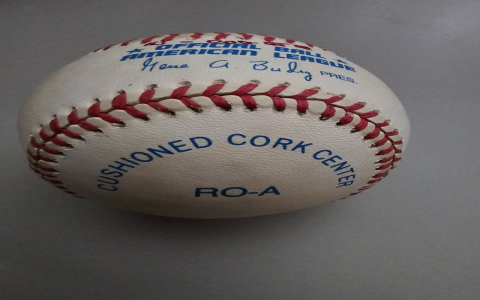 OFFICIAL BALL
AMERICAN LEAGUE
Gene A. Budig PRES.
CUSHIONED CORK CENTER
RO-A